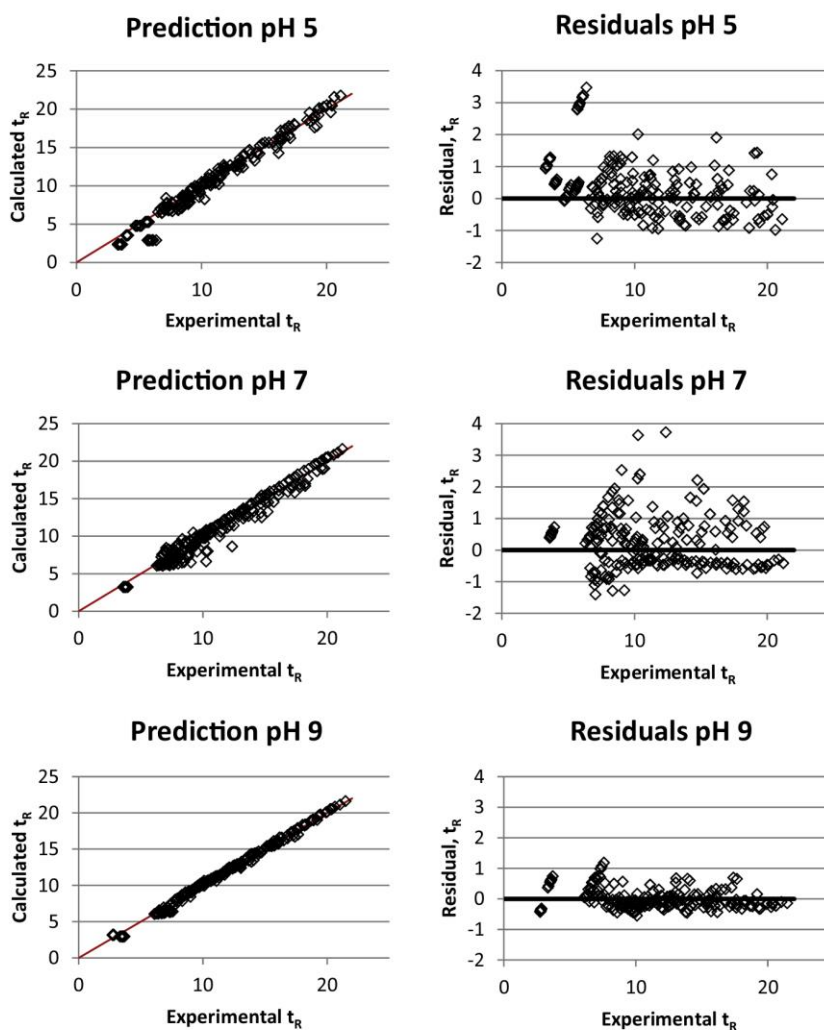 Prediction pH 5
Calculated tR
25
20
15
10
5
0
0 10 20
Experimental tR
Residuals pH 5
Residual, tR
4
3
2
1
0
-1
-2
0 10 20
Experimental tR
Prediction pH 7
Calculated tR
25
20
15
10
5
0
0 10 20
Experimental tR
Residuals pH 7
Residual, tR
4
3
2
1
0
-1
-2
0 10 20
Experimental tR
Prediction pH 9
Calculated tR
25
20
15
10
5
0
0 10 20
Experimental tR
Residuals pH 9
Residual, tR
4
3
2
1
0
-1
-2
0 10 20
Experimental tR